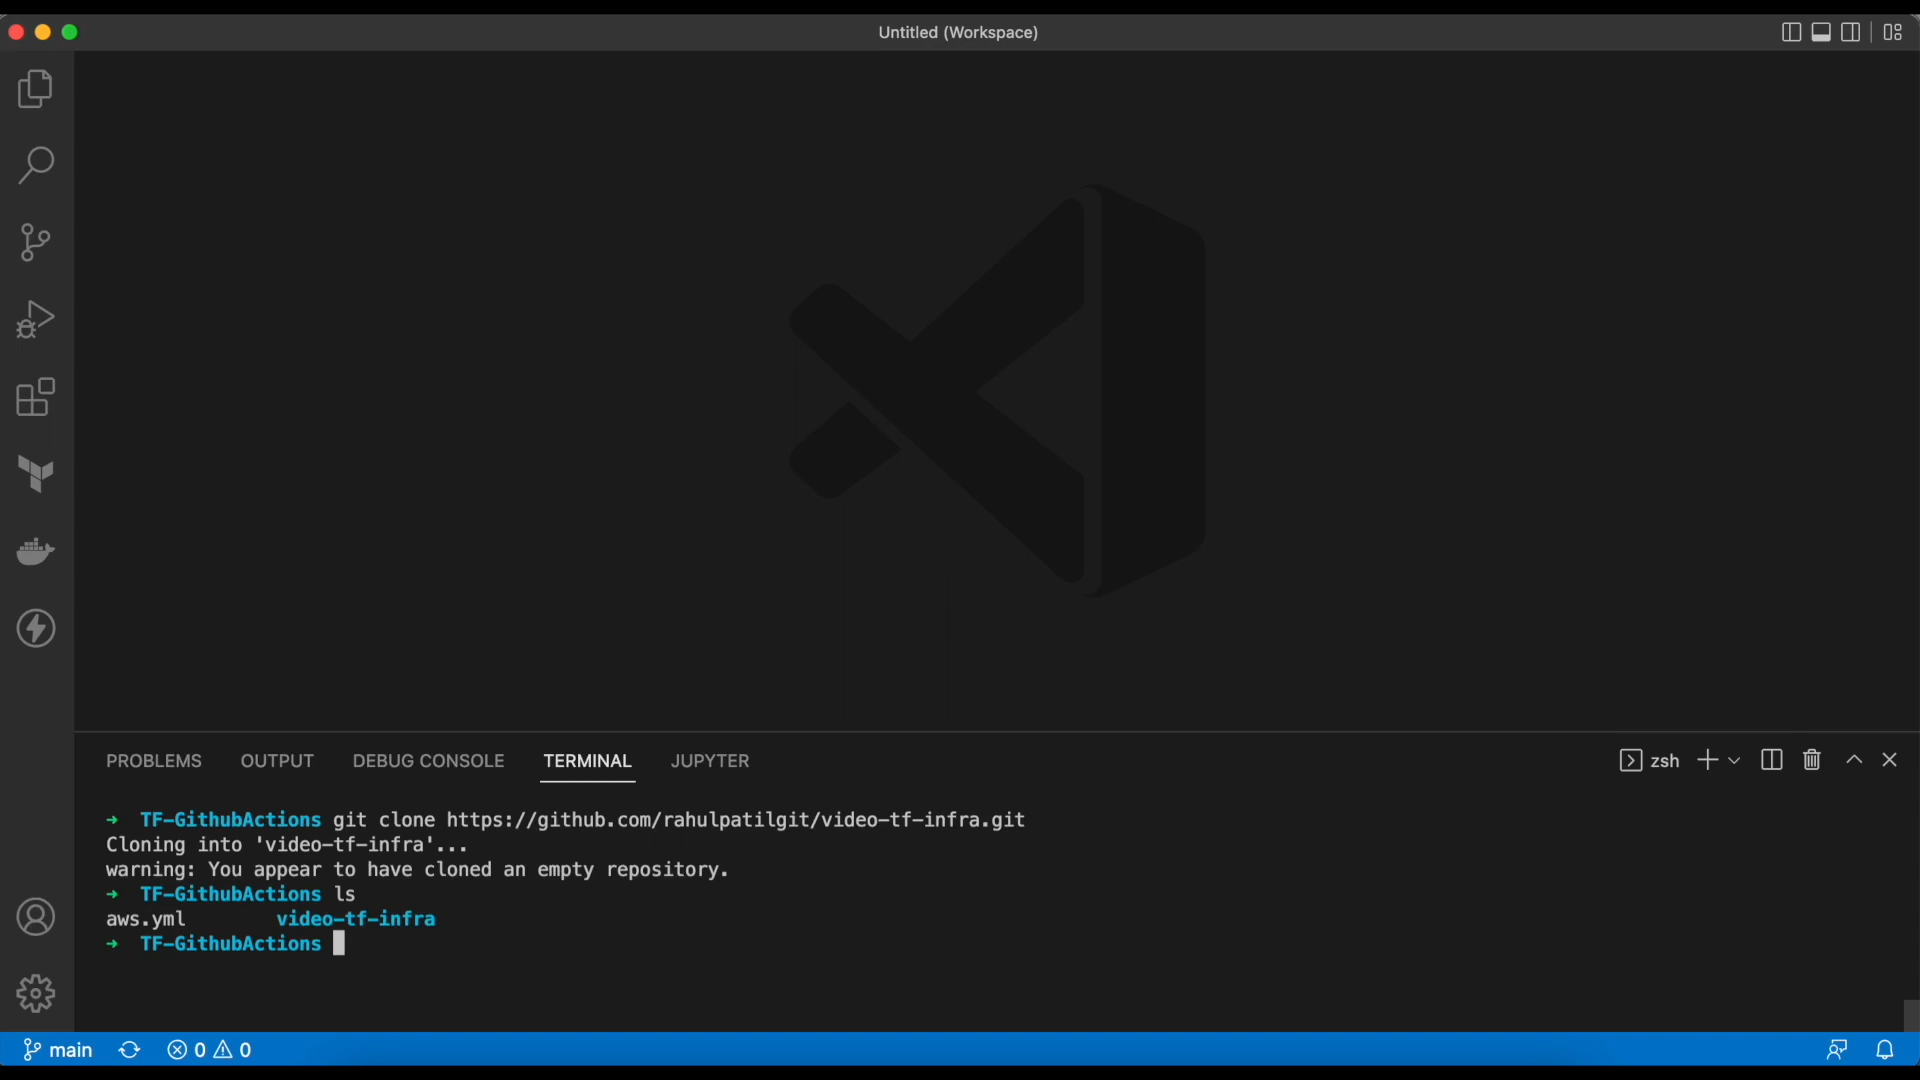 Untitled (Workspace)
PROBLEMS OUTPUT DEBUG CONSOLE TERMINAL JUPYTER zsh
➜ TF-GithubActions git clone https://github.com/rahulpatilgit/video-tf-infra.git
Cloning into 'video-tf-infra'...
warning: You appear to have cloned an empty repository.
➜ TF-GithubActions ls
aws.yml video-tf-infra
➜ TF-GithubActions
main 0 0